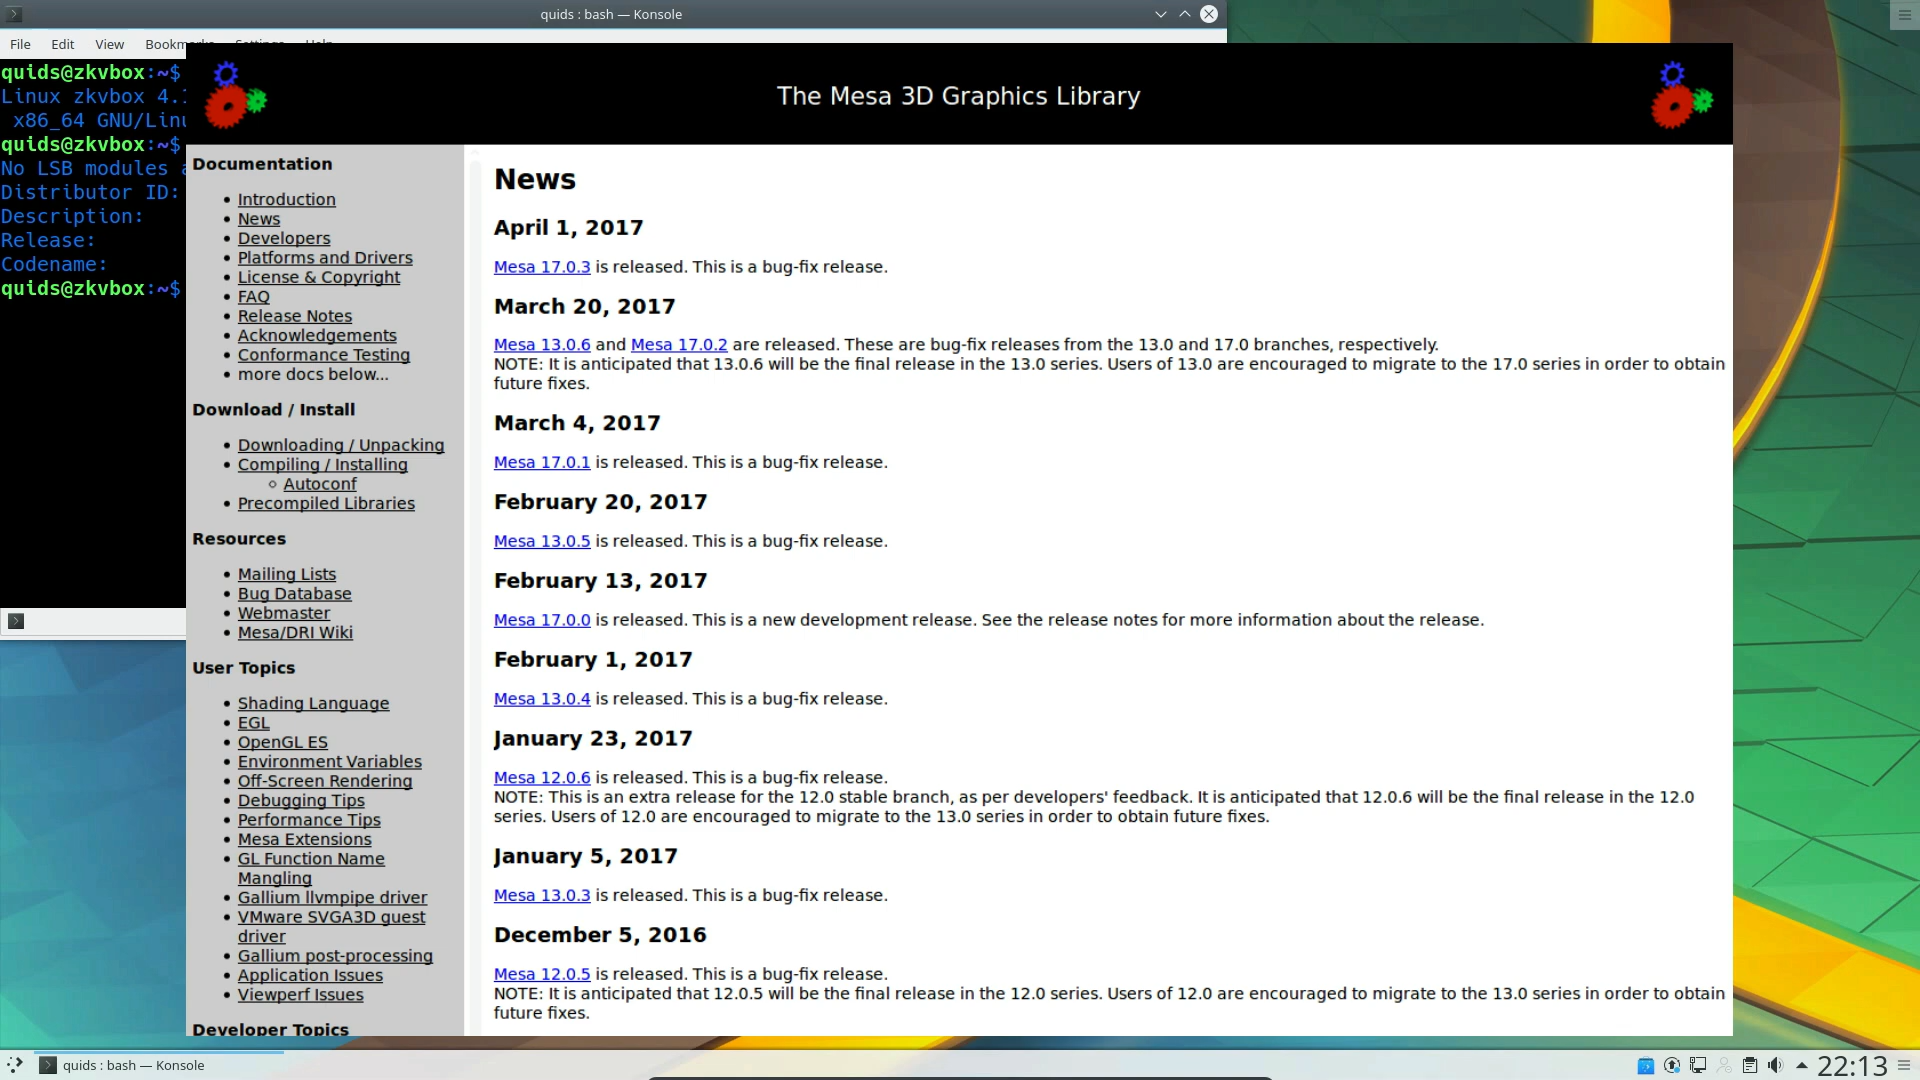 quids : bash — Konsole
File Edit View
quids@zkvbox:~$
Linux zkvbox 4.
x86_64 GNU/Linu
quids@zkvbox:~$
No LSB modules
Distributor ID:
Description:
Release:
Codename:
quids@zkvbox:~$
The Mesa 3D Graphics Library
Documentation
Introduction
News
Developers
Platforms and Drivers
License & Copyright
FAQ
Release Notes
Acknowledgements
Conformance Testing
more docs below...
Download / Install
Downloading / Unpacking
Compiling / Installing
Autoconf
Precompiled Libraries
Resources
Mailing Lists
Bug Database
Webmaster
Mesa/DRI Wiki
User Topics
Shading Language
EGL
OpenGL ES
Environment Variables
Off-Screen Rendering
Debugging Tips
Performance Tips
Mesa Extensions
GL Function Name
Mangling
Gallium llvmpipe driver
VMware SVGA3D guest
driver
Gallium post-processing
Application Issues
Viewperf Issues
Developer Topics
News
April 1, 2017
Mesa 17.0.3 is released. This is a bug-fix release.
March 20, 2017
Mesa 13.0.6 and Mesa 17.0.2 are released. These are bug-fix releases from the 13.0 and 17.0 branches, respectively.
NOTE: It is anticipated that 13.0.6 will be the final release in the 13.0 series. Users of 13.0 are encouraged to migrate to the 17.0 series in order to obtain
future fixes.
March 4, 2017
Mesa 17.0.1 is released. This is a bug-fix release.
February 20, 2017
Mesa 13.0.5 is released. This is a bug-fix release.
February 13, 2017
Mesa 17.0.0 is released. This is a new development release. See the release notes for more information about the release.
February 1, 2017
Mesa 13.0.4 is released. This is a bug-fix release.
January 23, 2017
Mesa 12.0.6 is released. This is a bug-fix release.
NOTE: This is an extra release for the 12.0 stable branch, as per developers' feedback. It is anticipated that 12.0.6 will be the final release in the 12.0
series. Users of 12.0 are encouraged to migrate to the 13.0 series in order to obtain future fixes.
January 5, 2017
Mesa 13.0.3 is released. This is a bug-fix release.
December 5, 2016
Mesa 12.0.5 is released. This is a bug-fix release.
NOTE: It is anticipated that 12.0.5 will be the final release in the 12.0 series. Users of 12.0 are encouraged to migrate to the 13.0 series in order to obtain
future fixes.
quids : bash — Konsole
22:13